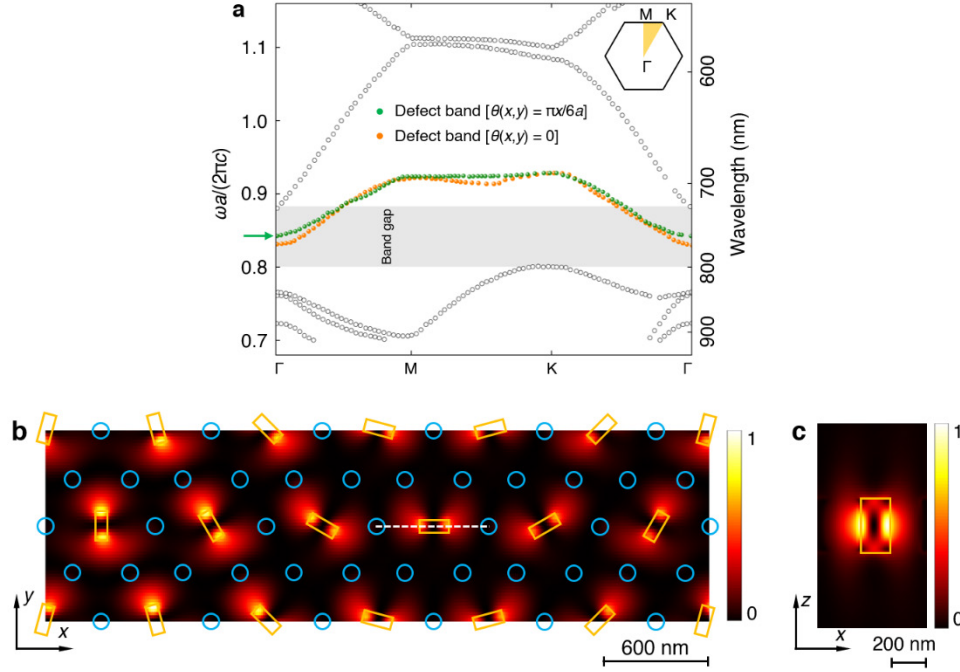 a
M K
Γ
1.1
1.0
0.9
0.8
0.7
ωa/(2πc)
Defect band [θ(x,y) = πx/6a]
Defect band [θ(x,y) = 0]
Band gap
600
700
800
900
Wavelength (nm)
Γ M K Γ
b
1
0
y
x
600 nm
c
1
0
z
x
200 nm